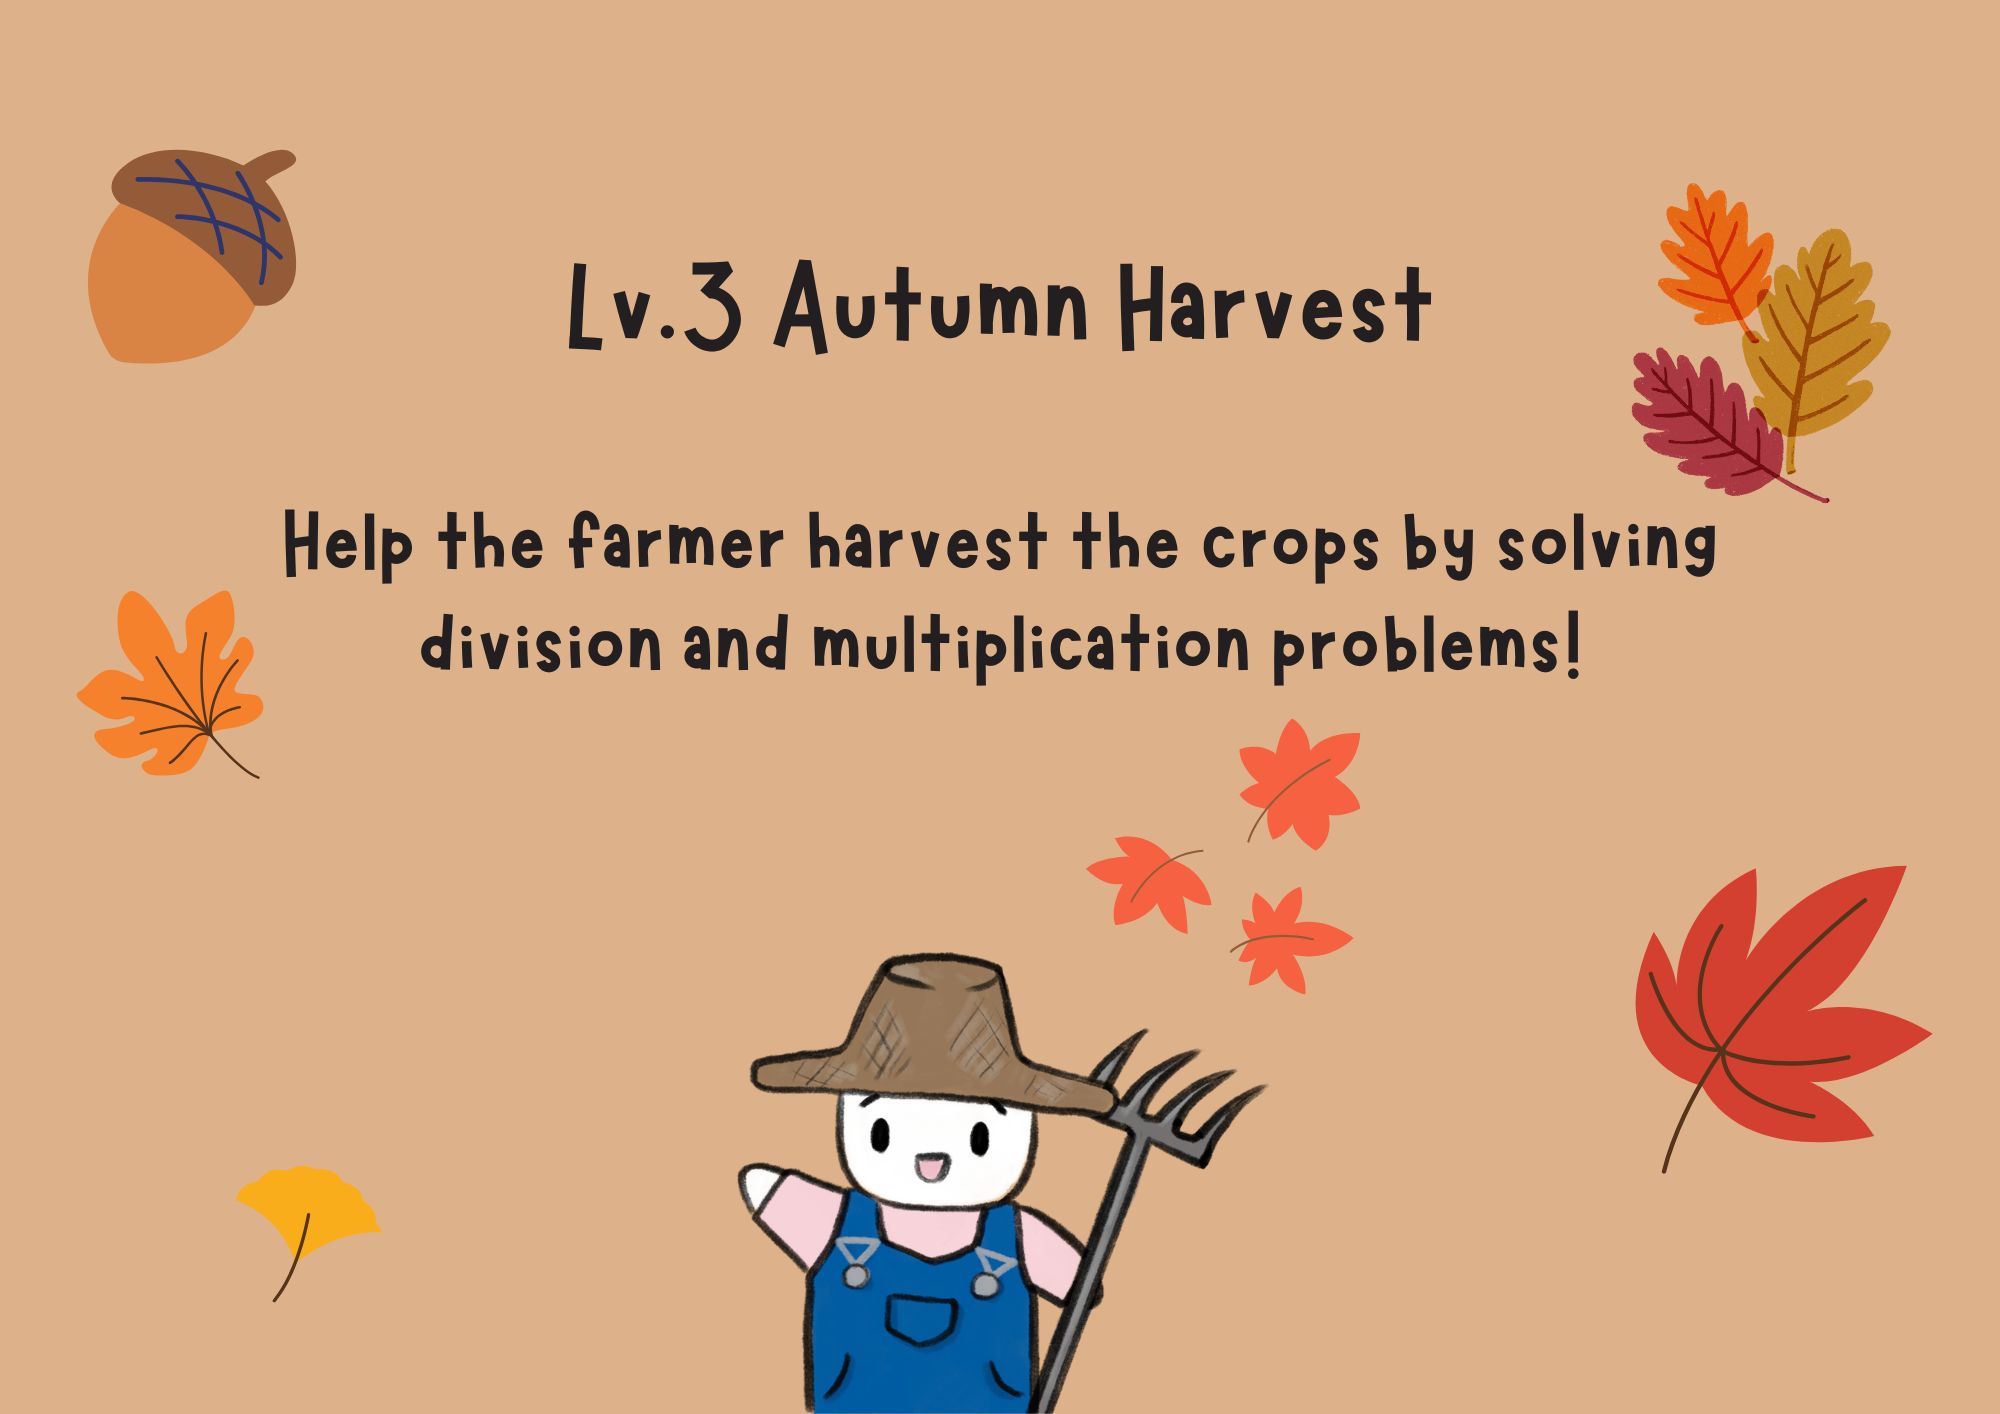 Lv.3 Autumn Harvest
Help the farmer harvest the crops by solving
division and multiplication problems!